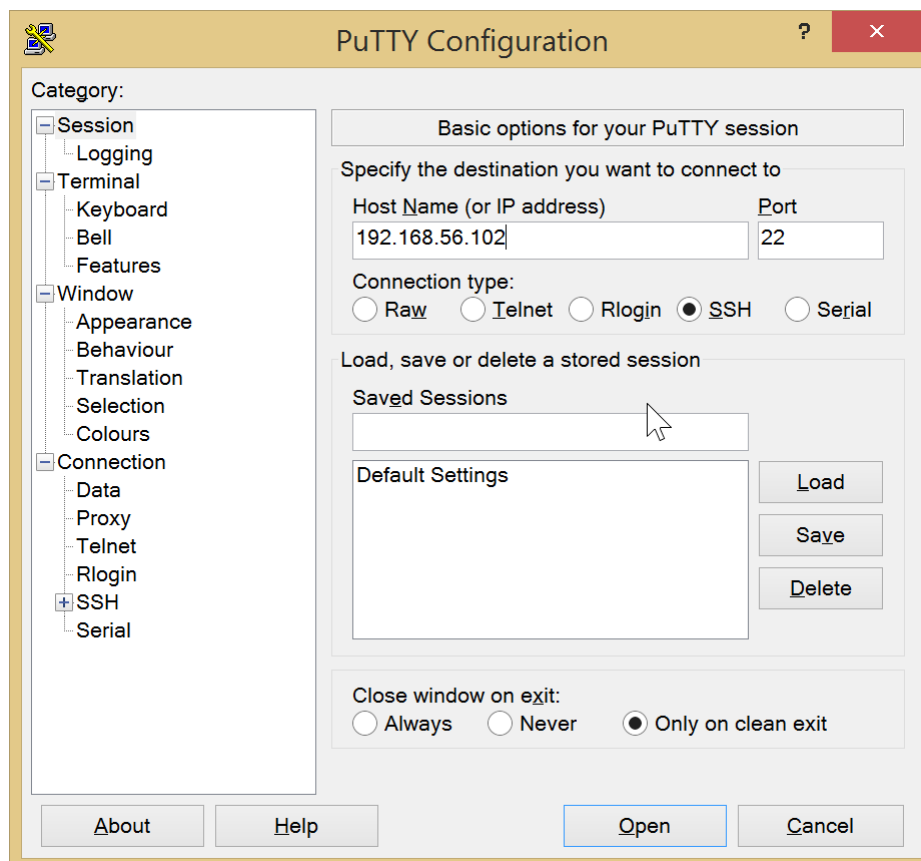 PuTTY Configuration
?
Category:
Session
Logging
Terminal
Keyboard
Bell
Features
Window
Appearance
Behaviour
Translation
Selection
Colours
Connection
Data
Proxy
Telnet
Rlogin
SSH
Serial
Basic options for your PuTTY session
Specify the destination you want to connect to
Host Name (or IP address) Port
192.168.56.102 22
Connection type:
Raw Telnet Rlogin SSH Serial
Load, save or delete a stored session
Saved Sessions
Default Settings
Load
Save
Delete
Close window on exit:
Always Never Only on clean exit
About Help Open Cancel